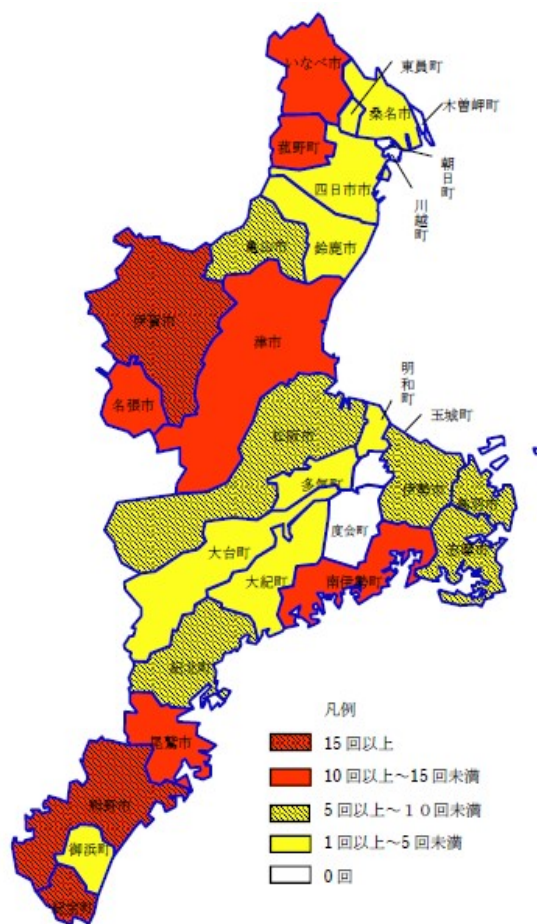 いなべ市
東員町
桑名市
木曽岬町
菰野町
朝日町
四日市市
川越町
亀山市
鈴鹿市
伊賀市
津市
名張市
明和町
玉城町
松阪市
多気町
伊勢市
鳥羽市
度会町
志摩市
大台町
大紀町
南伊勢町
紀北町
尾鷲市
熊野市
御浜町
紀宝町
凡例
15回以上
10回以上～15回未満
5回以上～１０回未満
1回以上～5回未満
0回